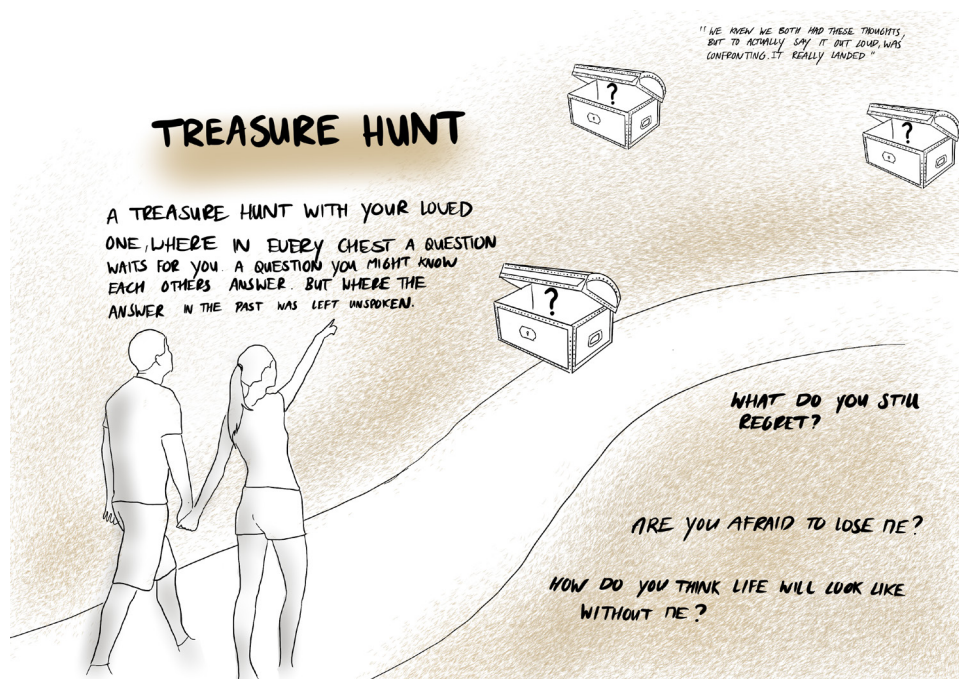 "WE KNEW WE BOTH HAD THESE THOUGHTS,
BUT TO ACTUALLY SAY IT OUT LOUD, WAS
CONFRONTING. IT REALLY LANDED"
?
?
TREASURE HUNT
A TREASURE HUNT WITH YOUR LOVED
ONE, WHERE IN EVERY CHEST A QUESTION
WAITS FOR YOU. A QUESTION YOU MIGHT KNOW
EACH OTHERS ANSWER. BUT WHERE THE
ANSWER IN THE PAST WAS LEFT UNSPOKEN.
?
WHAT DO YOU STILL
REGRET?
ARE YOU AFRAID TO LOSE ME?
HOW DO YOU THINK LIFE WILL LOOK LIKE
WITHOUT ME?